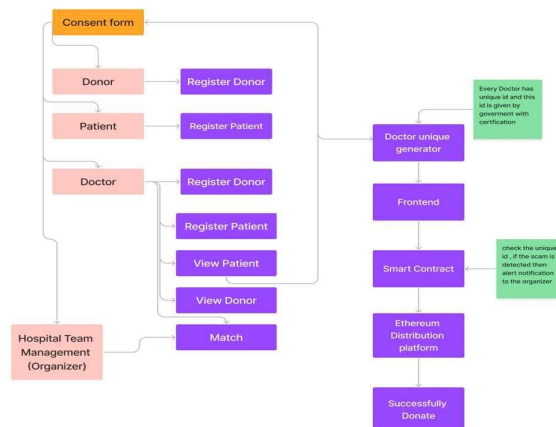 Consent form
Donor
Register Donor
Patient
Register Patient
Doctor
Register Donor
Register Patient
View Patient
View Donor
Match
Hospital Team
Management
(Organizer)
Every Doctor has
unique id and this
id is given by
goverment with
certfication
Doctor unique
generator
Frontend
Smart Contract
check the unique
id , if the scam is
detected then
alert notification
to the organizer
Ethereum
Distribution
platform
Successfully
Donate